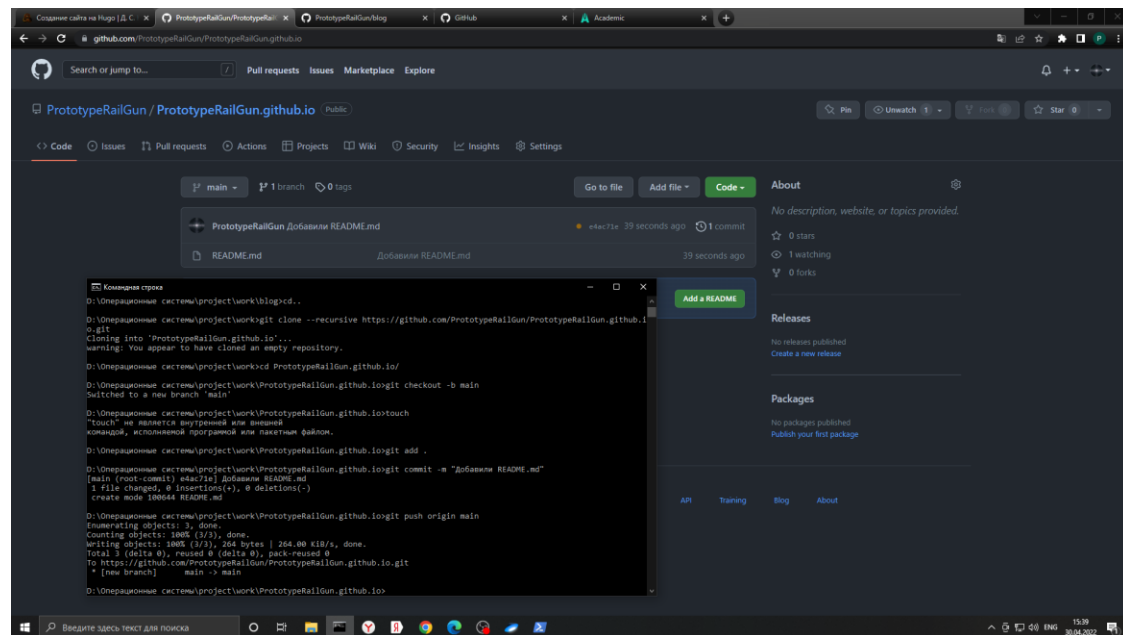 Создание сайта на Hugo | Д. С.
PrototypeRailGun/PrototypeRail
PrototypeRailGun/blog
GitHub
Academic
github.com/PrototypeRailGun/PrototypeRailGun.github.io
Search or jump to...
/
Pull requests Issues Marketplace Explore
PrototypeRailGun / PrototypeRailGun.github.io Public
Pin
Unwatch 1
Fork
Star 0
Code Issues Pull requests Actions Projects Wiki Security Insights Settings
main 1 branch 0 tags
Go to file Add file Code
PrototypeRailGun Добавили README.md
e4ac71e 39 seconds ago 1 commit
README.md Добавили README.md 39 seconds ago
Add a README
About
No description, website, or topics provided.
0 stars
1 watching
0 forks
Releases
No releases published
Create a new release
Packages
No packages published
Publish your first package
API Training Blog About
Командная строка
D:\Операционные системы\project\work\blog>cd..
D:\Операционные системы\project\work>git clone --recursive https://github.com/PrototypeRailGun/PrototypeRailGun.github.i
o.git
Cloning into 'PrototypeRailGun.github.io'...
warning: You appear to have cloned an empty repository.
D:\Операционные системы\project\work>cd PrototypeRailGun.github.io/
D:\Операционные системы\project\work\PrototypeRailGun.github.io>git checkout -b main
Switched to a new branch 'main'
D:\Операционные системы\project\work\PrototypeRailGun.github.io>touch
"touch" не является внутренней или внешней
командой, исполняемой программой или пакетным файлом.
D:\Операционные системы\project\work\PrototypeRailGun.github.io>git add .
D:\Операционные системы\project\work\PrototypeRailGun.github.io>git commit -m "Добавили README.md"
[main (root-commit) e4ac71e] Добавили README.md
1 file changed, 0 insertions(+), 0 deletions(-)
create mode 100644 README.md
D:\Операционные системы\project\work\PrototypeRailGun.github.io>git push origin main
Enumerating objects: 3, done.
Counting objects: 100% (3/3), done.
Writing objects: 100% (3/3), 264 bytes | 264.00 KiB/s, done.
Total 3 (delta 0), reused 0 (delta 0), pack-reused 0
To https://github.com/PrototypeRailGun/PrototypeRailGun.github.io.git
* [new branch] main -> main
D:\Операционные системы\project\work\PrototypeRailGun.github.io>
Введите здесь текст для поиска
ENG
15:39
30.04.2022